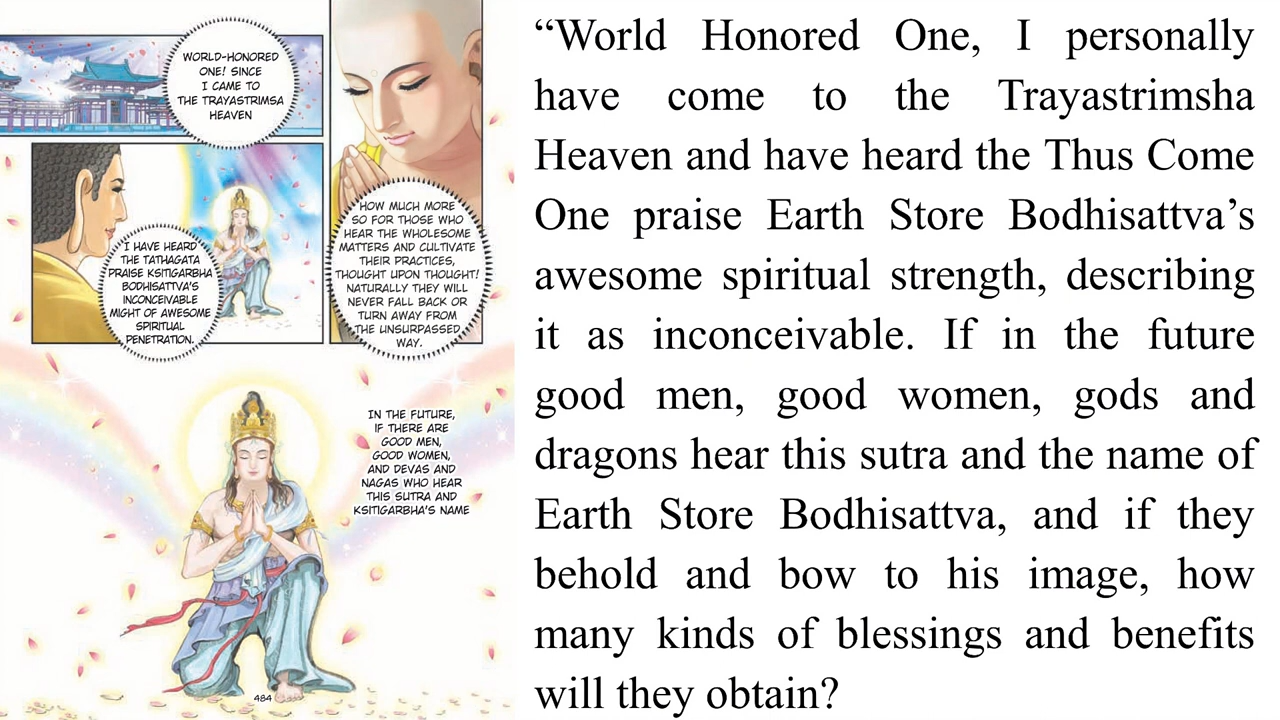 WORLD-HONORED
ONE! SINCE
I CAME TO
THE TRAYASTRIMSA
HEAVEN
I HAVE HEARD
THE TATHAGATA
PRAISE KSITIGARBHA
BODHISATTVA'S
INCONCEIVABLE
MIGHT OF AWESOME
SPIRITUAL
PENETRATION.
HOW MUCH MORE
SO FOR THOSE WHO
HEAR THE WHOLESOME
MATTERS AND CULTIVATE
THEIR PRACTICES,
THOUGHT UPON THOUGHT!
NATURALLY THEY WILL
NEVER FALL BACK OR
TURN AWAY FROM
THE UNSURPASSED
WAY.
IN THE FUTURE,
IF THERE ARE
GOOD MEN,
GOOD WOMEN,
AND DEVAS AND
NAGAS WHO HEAR
THIS SUTRA AND
KSITIGARBHA'S NAME
484
“World Honored One, I personally
have come to the Trayastrimsha
Heaven and have heard the Thus Come
One praise Earth Store Bodhisattva’s
awesome spiritual strength, describing
it as inconceivable. If in the future
good men, good women, gods and
dragons hear this sutra and the name of
Earth Store Bodhisattva, and if they
behold and bow to his image, how
many kinds of blessings and benefits
will they obtain?